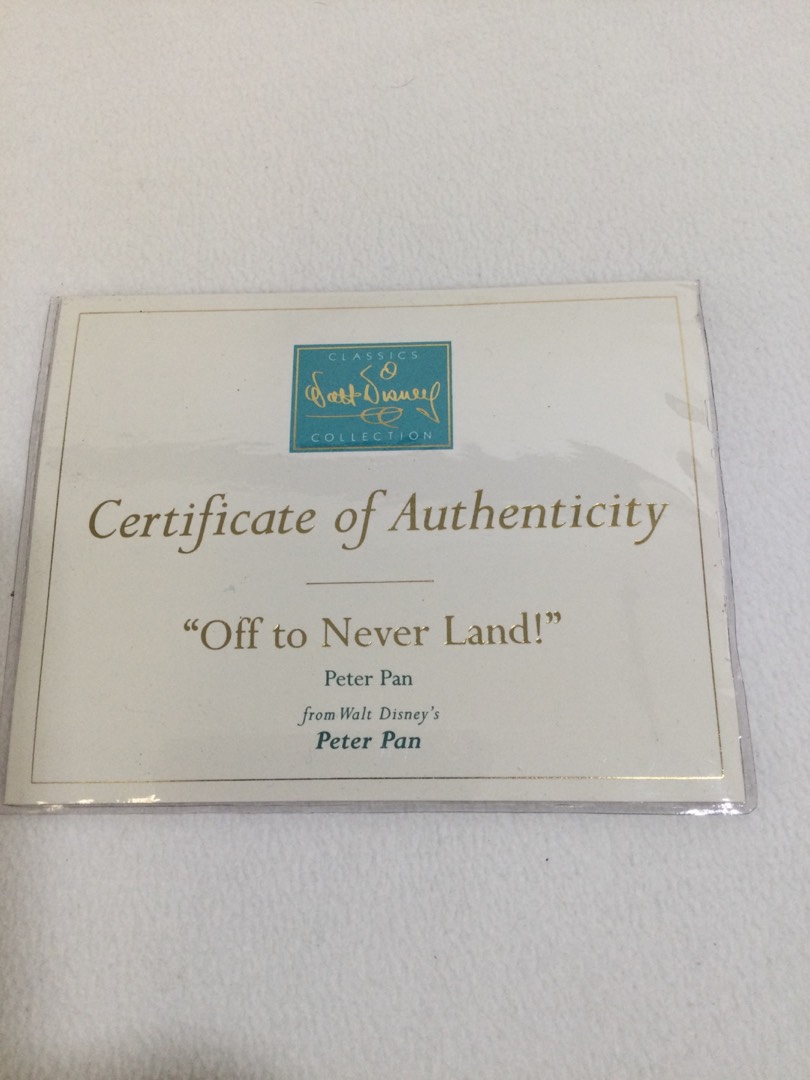 CLASSICS
Walt Disney
COLLECTION
Certificate of Authenticity
“Off to Never Land!”
Peter Pan
from Walt Disney’s
Peter Pan